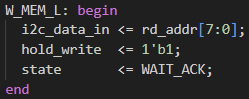 W_MEM_L: begin
i2c_data_in <= rd_addr[7:0];
hold_write <= 1'b1;
state <= WAIT_ACK;
end